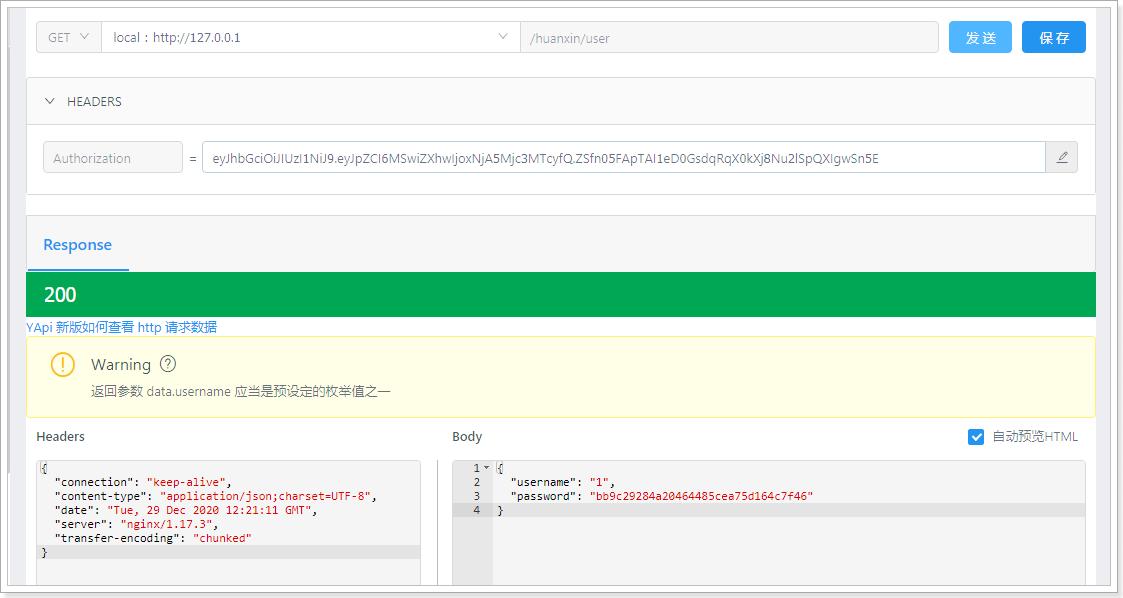 GET local : http://127.0.0.1 /huanxin/user 发 送 保 存
HEADERS
Authorization = eyJhbGciOiJIUzI1NiJ9.eyJpZCI6MSwiZXhwIjoxNjA5Mjc3MTcyfQ.ZSfn05FApTAI1eD0GsdqRqX0kXj8Nu2lSpQXIgwSn5E
Response
200
YApi 新版如何查看 http 请求数据
Warning
返回参数 data.username 应当是预设定的枚举值之一
Headers
{
"connection": "keep-alive",
"content-type": "application/json;charset=UTF-8",
"date": "Tue, 29 Dec 2020 12:21:11 GMT",
"server": "nginx/1.17.3",
"transfer-encoding": "chunked"
}
Body 自动预览HTML
1 {
2 "username": "1",
3 "password": "bb9c29284a20464485cea75d164c7f46"
4 }